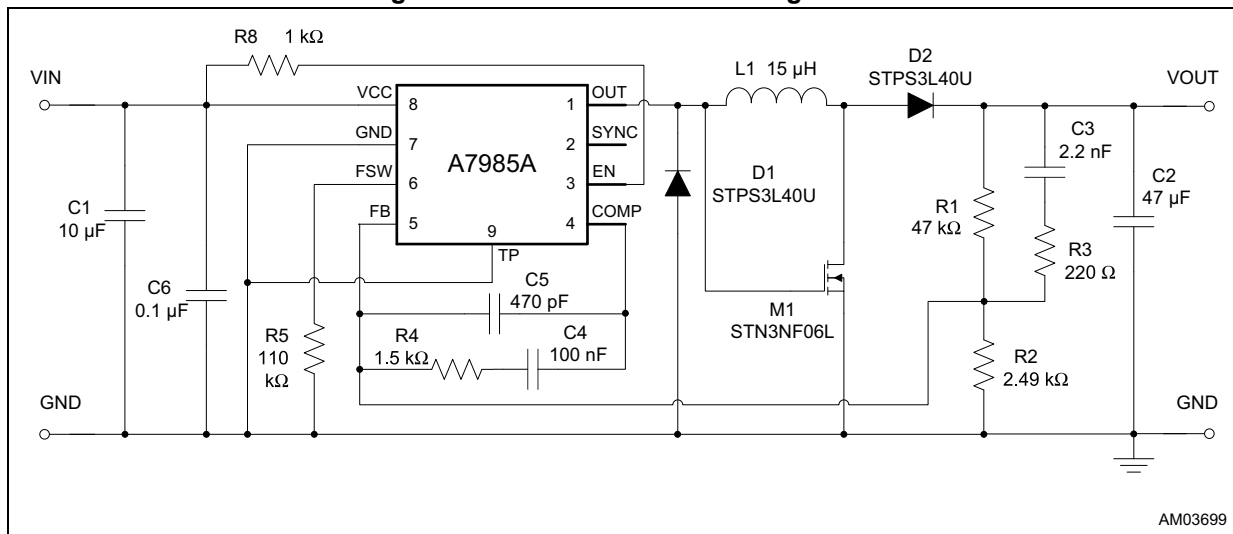 R8 1 kΩ
VIN
VCC
8
GND
7
FSW
6
FB
5
A7985A
9
TP
1
OUT
2
SYNC
3
EN
4
COMP
L1 15 µH
D2
STPS3L40U
VOUT
D1
STPS3L40U
C3
2.2 nF
C2
47 µF
R1
47 kΩ
R3
220 Ω
C1
10 µF
C6
0.1 µF
R5
110
kΩ
C5
470 pF
R4
1.5 kΩ
C4
100 nF
M1
STN3NF06L
R2
2.49 kΩ
GND
GND
AM03699